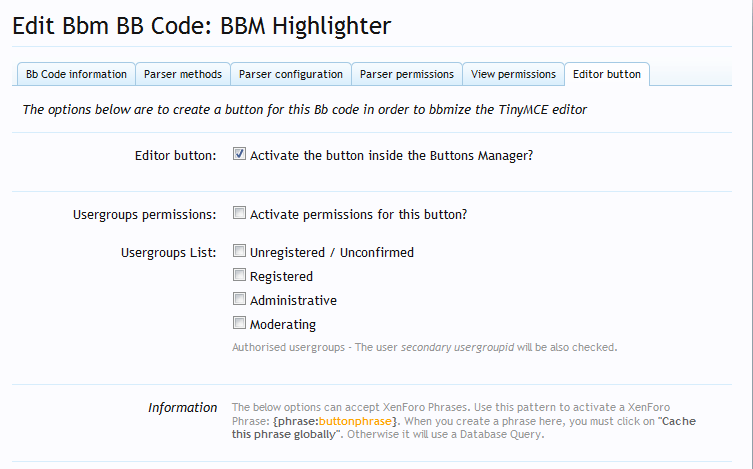 Edit Bbm BB Code: BBM Highlighter
Bb Code information Parser methods Parser configuration Parser permissions View permissions Editor button
The options below are to create a button for this Bb code in order to bbmize the TinyMCE editor
Editor button: Activate the button inside the Buttons Manager?
Usergroups permissions: Activate permissions for this button?
Usergroups List: Unregistered / Unconfirmed
Registered
Administrative
Moderating
Authorised usergroups - The user secondary usergroupid will be also checked.
Information The below options can accept XenForo Phrases. Use this pattern to activate a XenForo
Phrase: {phrase:buttonphrase}. When you create a phrase here, you must click on "Cache
this phrase globally". Otherwise it will use a Database Query.